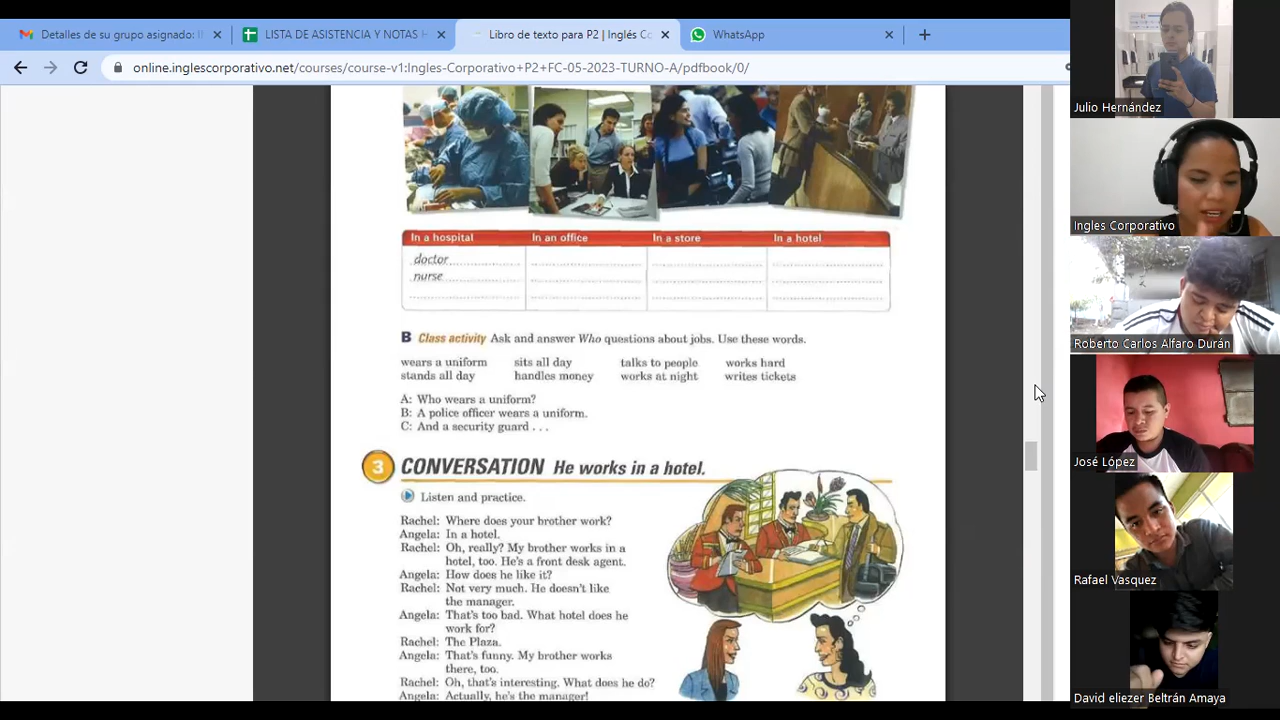 Detalles de su grupo asignado: I
LISTA DE ASISTENCIA Y NOTAS
Libro de texto para P2 | Inglés Co
WhatsApp
online.inglescorporativo.net/courses/course-v1:Ingles-Corporativo+P2+FC-05-2023-TURNO-A/pdfbook/0/
In a hospital In an office In a store In a hotel
doctor
nurse
B Class activity Ask and answer Who questions about jobs. Use these words.
wears a uniform sits all day talks to people works hard
stands all day handles money works at night writes tickets
A: Who wears a uniform?
B: A police officer wears a uniform.
C: And a security guard . . .
3 CONVERSATION He works in a hotel.
Listen and practice.
Rachel: Where does your brother work?
Angela: In a hotel.
Rachel: Oh, really? My brother works in a
hotel, too. He's a front desk agent.
Angela: How does he like it?
Rachel: Not very much. He doesn't like
the manager.
Angela: That's too bad. What hotel does he
work for?
Rachel: The Plaza.
Angela: That's funny. My brother works
there, too.
Rachel: Oh, that's interesting. What does he do?
Angela: Actually, he's the manager!
Julio Hernández
Ingles Corporativo
Roberto Carlos Alfaro Durán
José López
Rafael Vasquez
David eliezer Beltrán Amaya